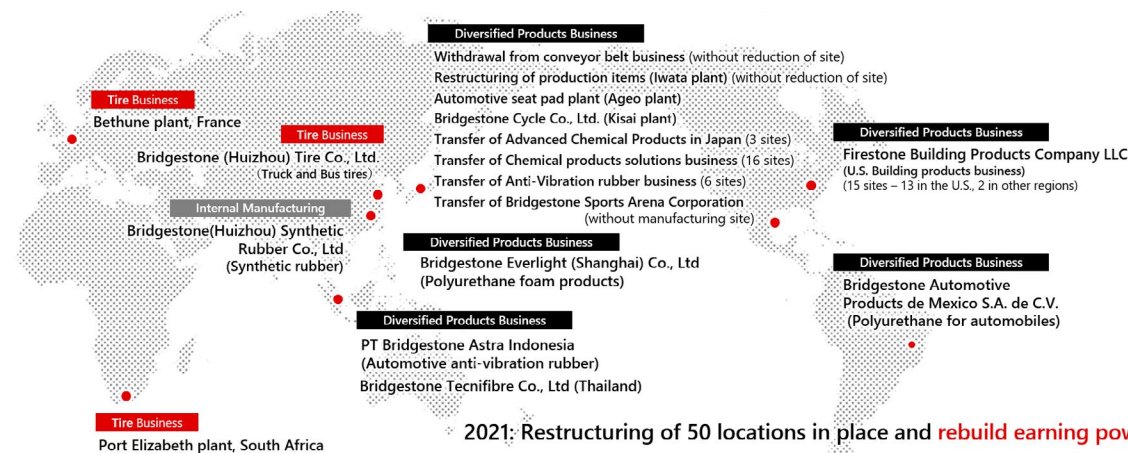 Diversified Products Business
Withdrawal from conveyor belt business (without reduction of site)
Restructuring of production items (Iwata plant) (without reduction of site)
Automotive seat pad plant (Ageo plant)
Bridgestone Cycle Co., Ltd. (Kisai plant)
Transfer of Advanced Chemical Products in Japan (3 sites)
Transfer of Chemical products solutions business (16 sites)
Transfer of Anti-Vibration rubber business (6 sites)
Transfer of Bridgestone Sports Arena Corporation
(without manufacturing site)
Tire Business
Bethune plant, France
Tire Business
Bridgestone (Huizhou) Tire Co., Ltd.
(Truck and Bus tires)
Internal Manufacturing
Bridgestone(Huizhou) Synthetic
Rubber Co., Ltd
(Synthetic rubber)
Diversified Products Business
Firestone Building Products Company LLC
(U.S. Building products business)
(15 sites – 13 in the U.S., 2 in other regions)
Diversified Products Business
Bridgestone Everlight (Shanghai) Co., Ltd
(Polyurethane foam products)
Diversified Products Business
Bridgestone Automotive
Products de Mexico S.A. de C.V.
(Polyurethane for automobiles)
Diversified Products Business
PT Bridgestone Astra Indonesia
(Automotive anti-vibration rubber)
Bridgestone Tecnifibre Co., Ltd (Thailand)
Tire Business
Port Elizabeth plant, South Africa
2021: Restructuring of 50 locations in place and rebuild earning pow